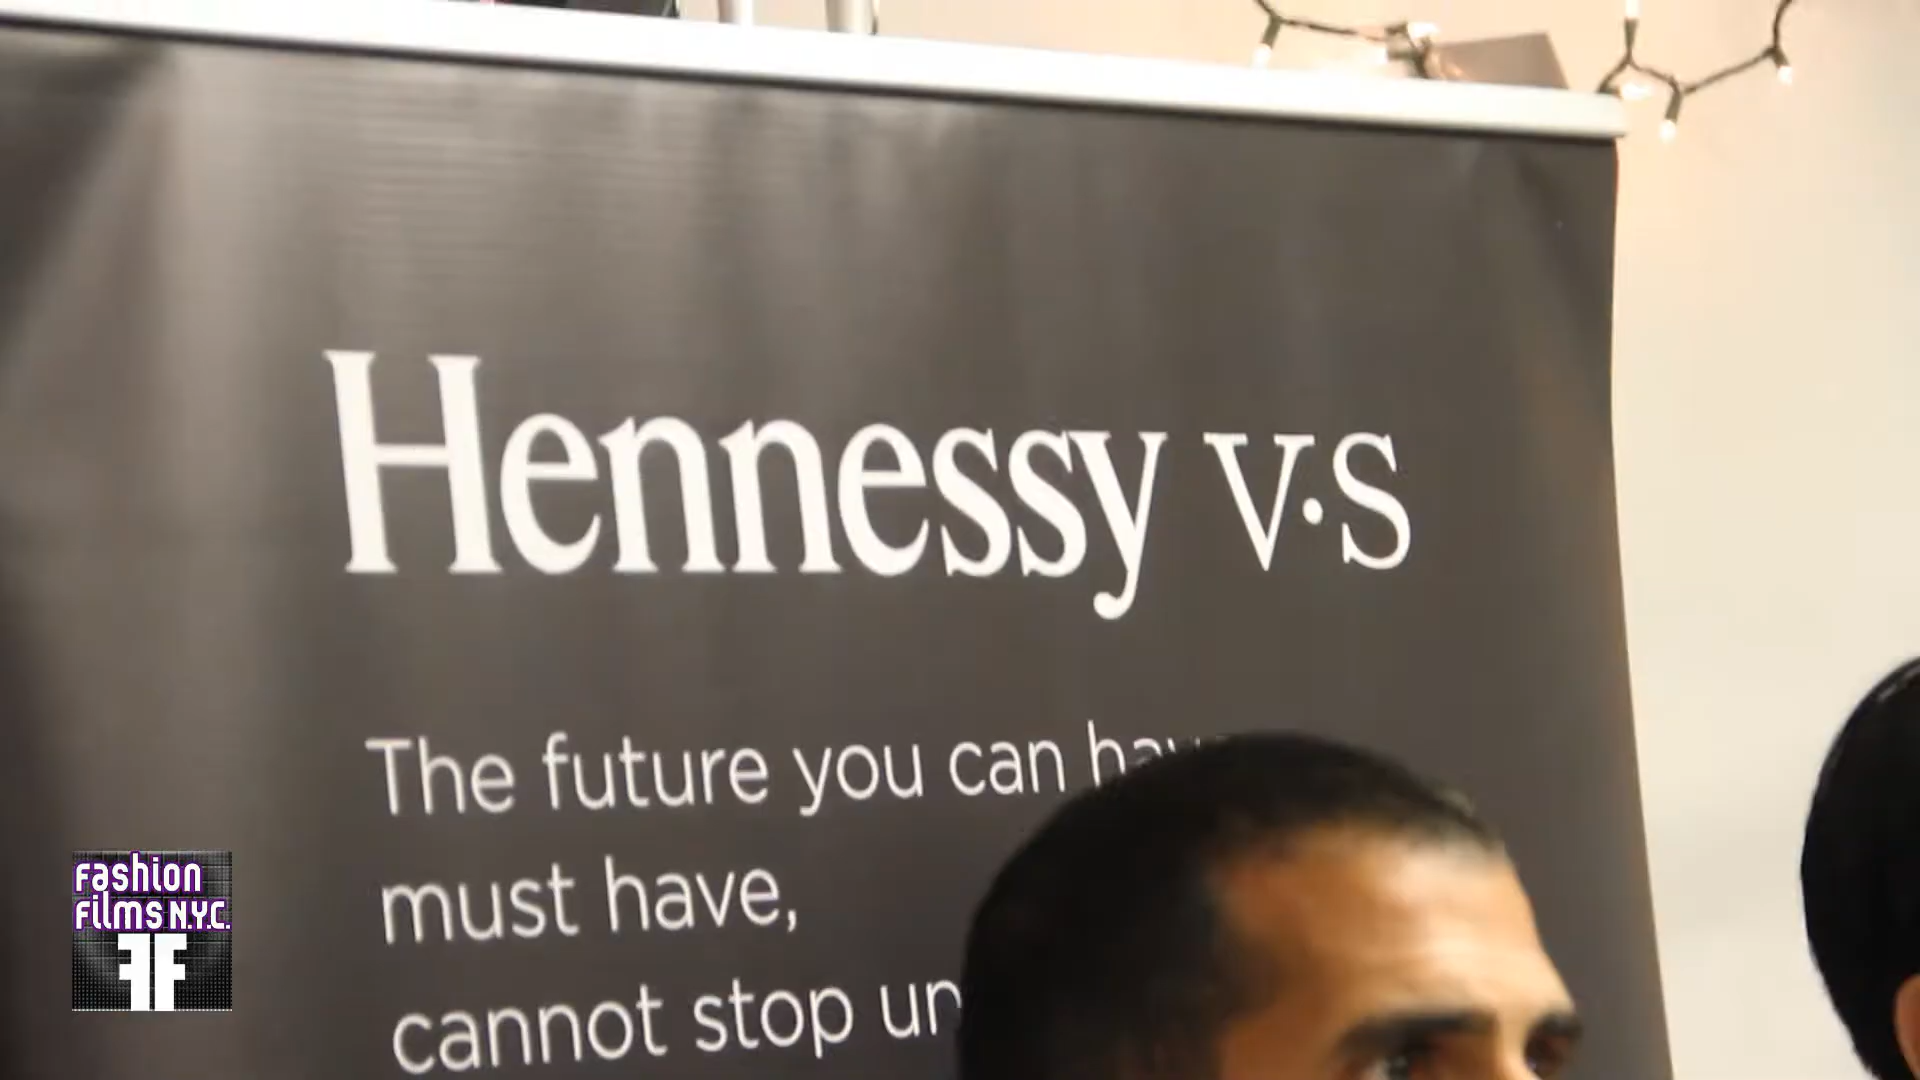 Hennessy V•S
The future you can
must have,
cannot stop
fashion
films N.Y.C.
FF